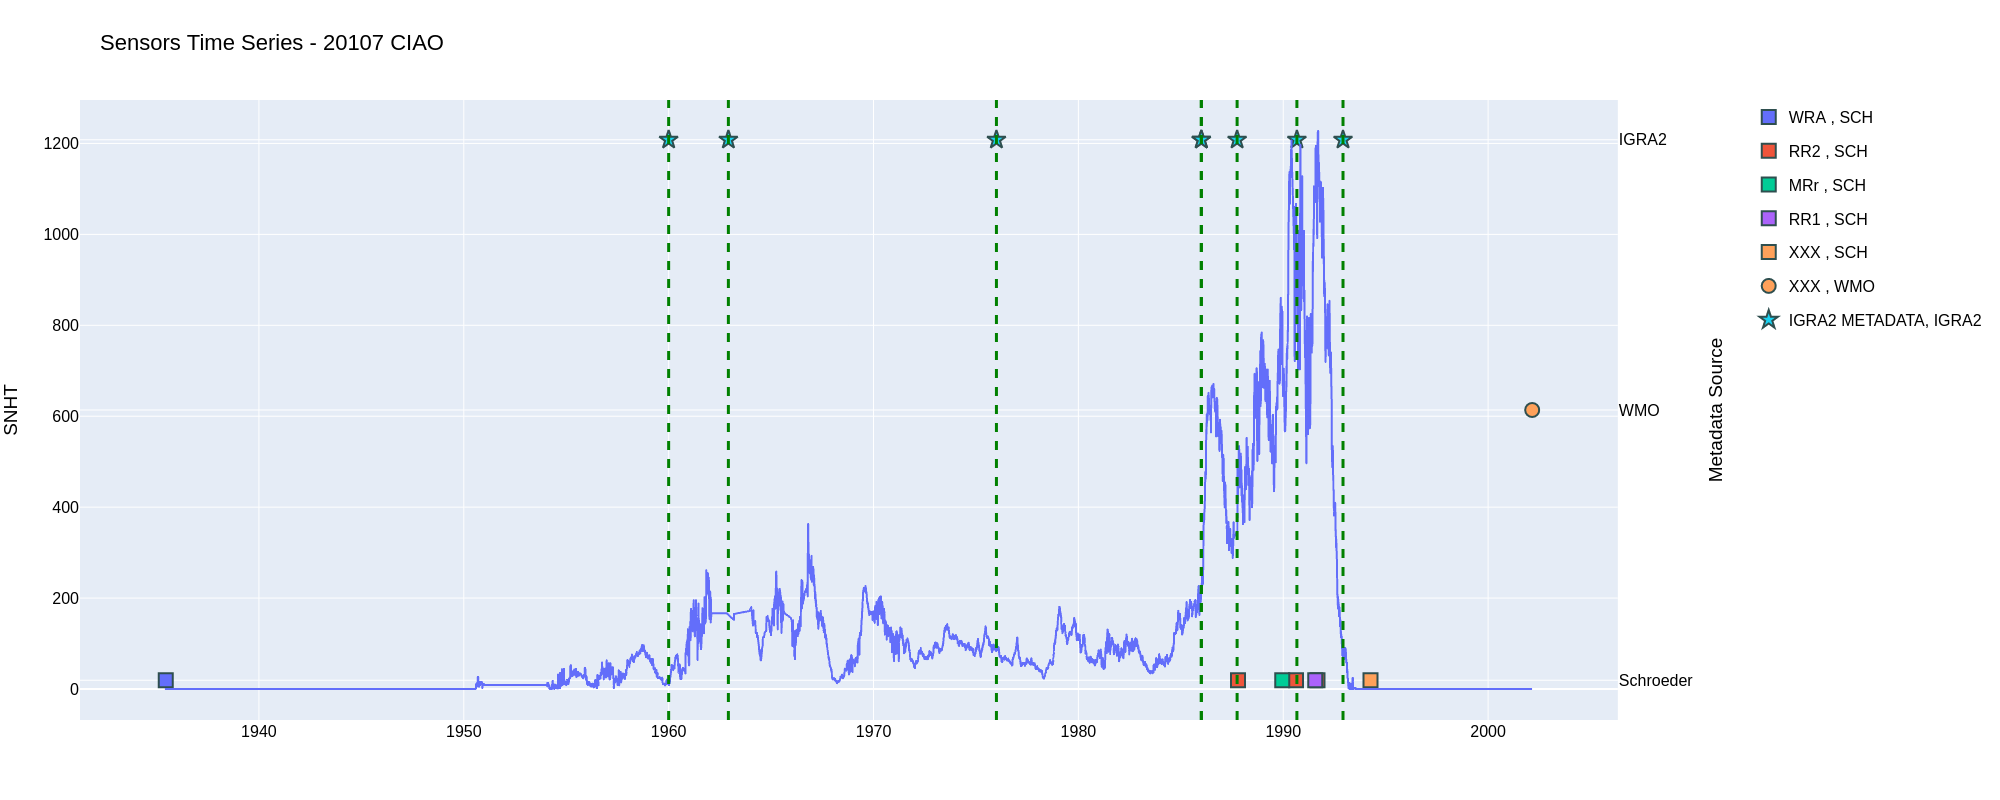 Sensors Time Series - 20107 CIAO
SNHT
1200
1000
800
600
400
200
0
1940
1950
1960
1970
1980
1990
2000
IGRA2
WMO
Schroeder
Metadata Source
WRA , SCH
RR2 , SCH
MRr , SCH
RR1 , SCH
XXX , SCH
XXX , WMO
IGRA2 METADATA, IGRA2